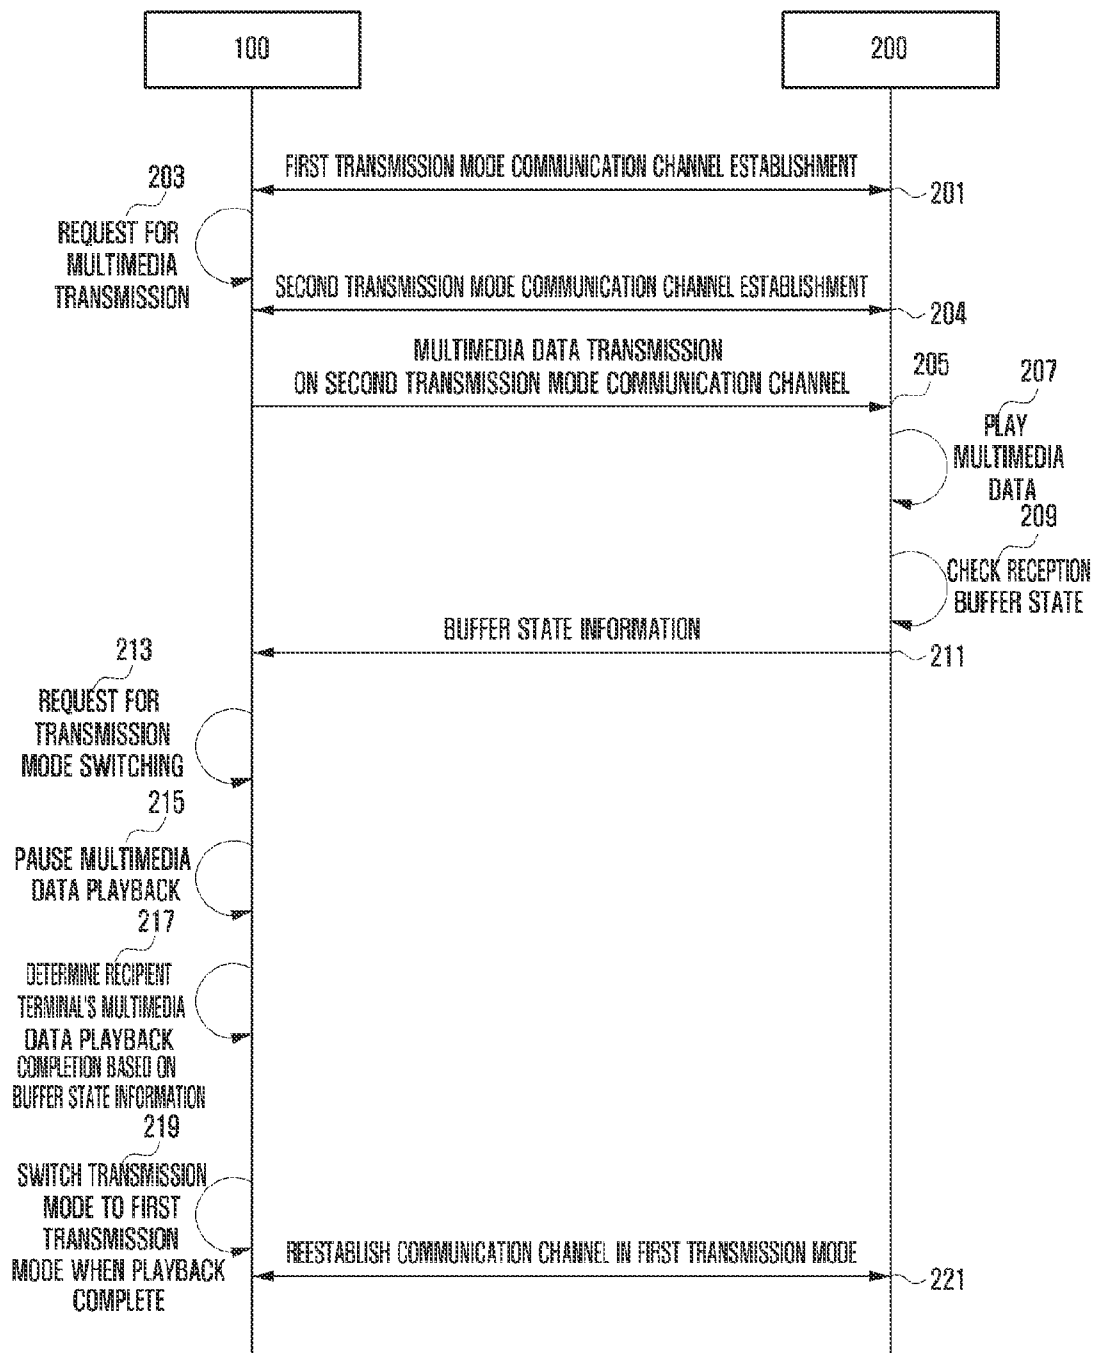 100
200
FIRST TRANSMISSION MODE COMMUNICATION CHANNEL ESTABLISHMENT
201
203
REQUEST FOR
MULTIMEDIA
TRANSMISSION
SECOND TRANSMISSION MODE COMMUNICATION CHANNEL ESTABLISHMENT
204
MULTIMEDIA DATA TRANSMISSION
ON SECOND TRANSMISSION MODE COMMUNICATION CHANNEL
205
207
PLAY
MULTIMEDIA
DATA
209
CHECK RECEPTION
BUFFER STATE
BUFFER STATE INFORMATION
211
213
REQUEST FOR
TRANSMISSION
MODE SWITCHING
215
PAUSE MULTIMEDIA
DATA PLAYBACK
217
DETERMINE RECIPIENT
TERMINAL'S MULTIMEDIA
DATA PLAYBACK
COMPLETION BASED ON
BUFFER STATE INFORMATION
219
SWITCH TRANSMISSION
MODE TO FIRST
TRANSMISSION
MODE WHEN PLAYBACK
COMPLETE
REESTABLISH COMMUNICATION CHANNEL IN FIRST TRANSMISSION MODE
221